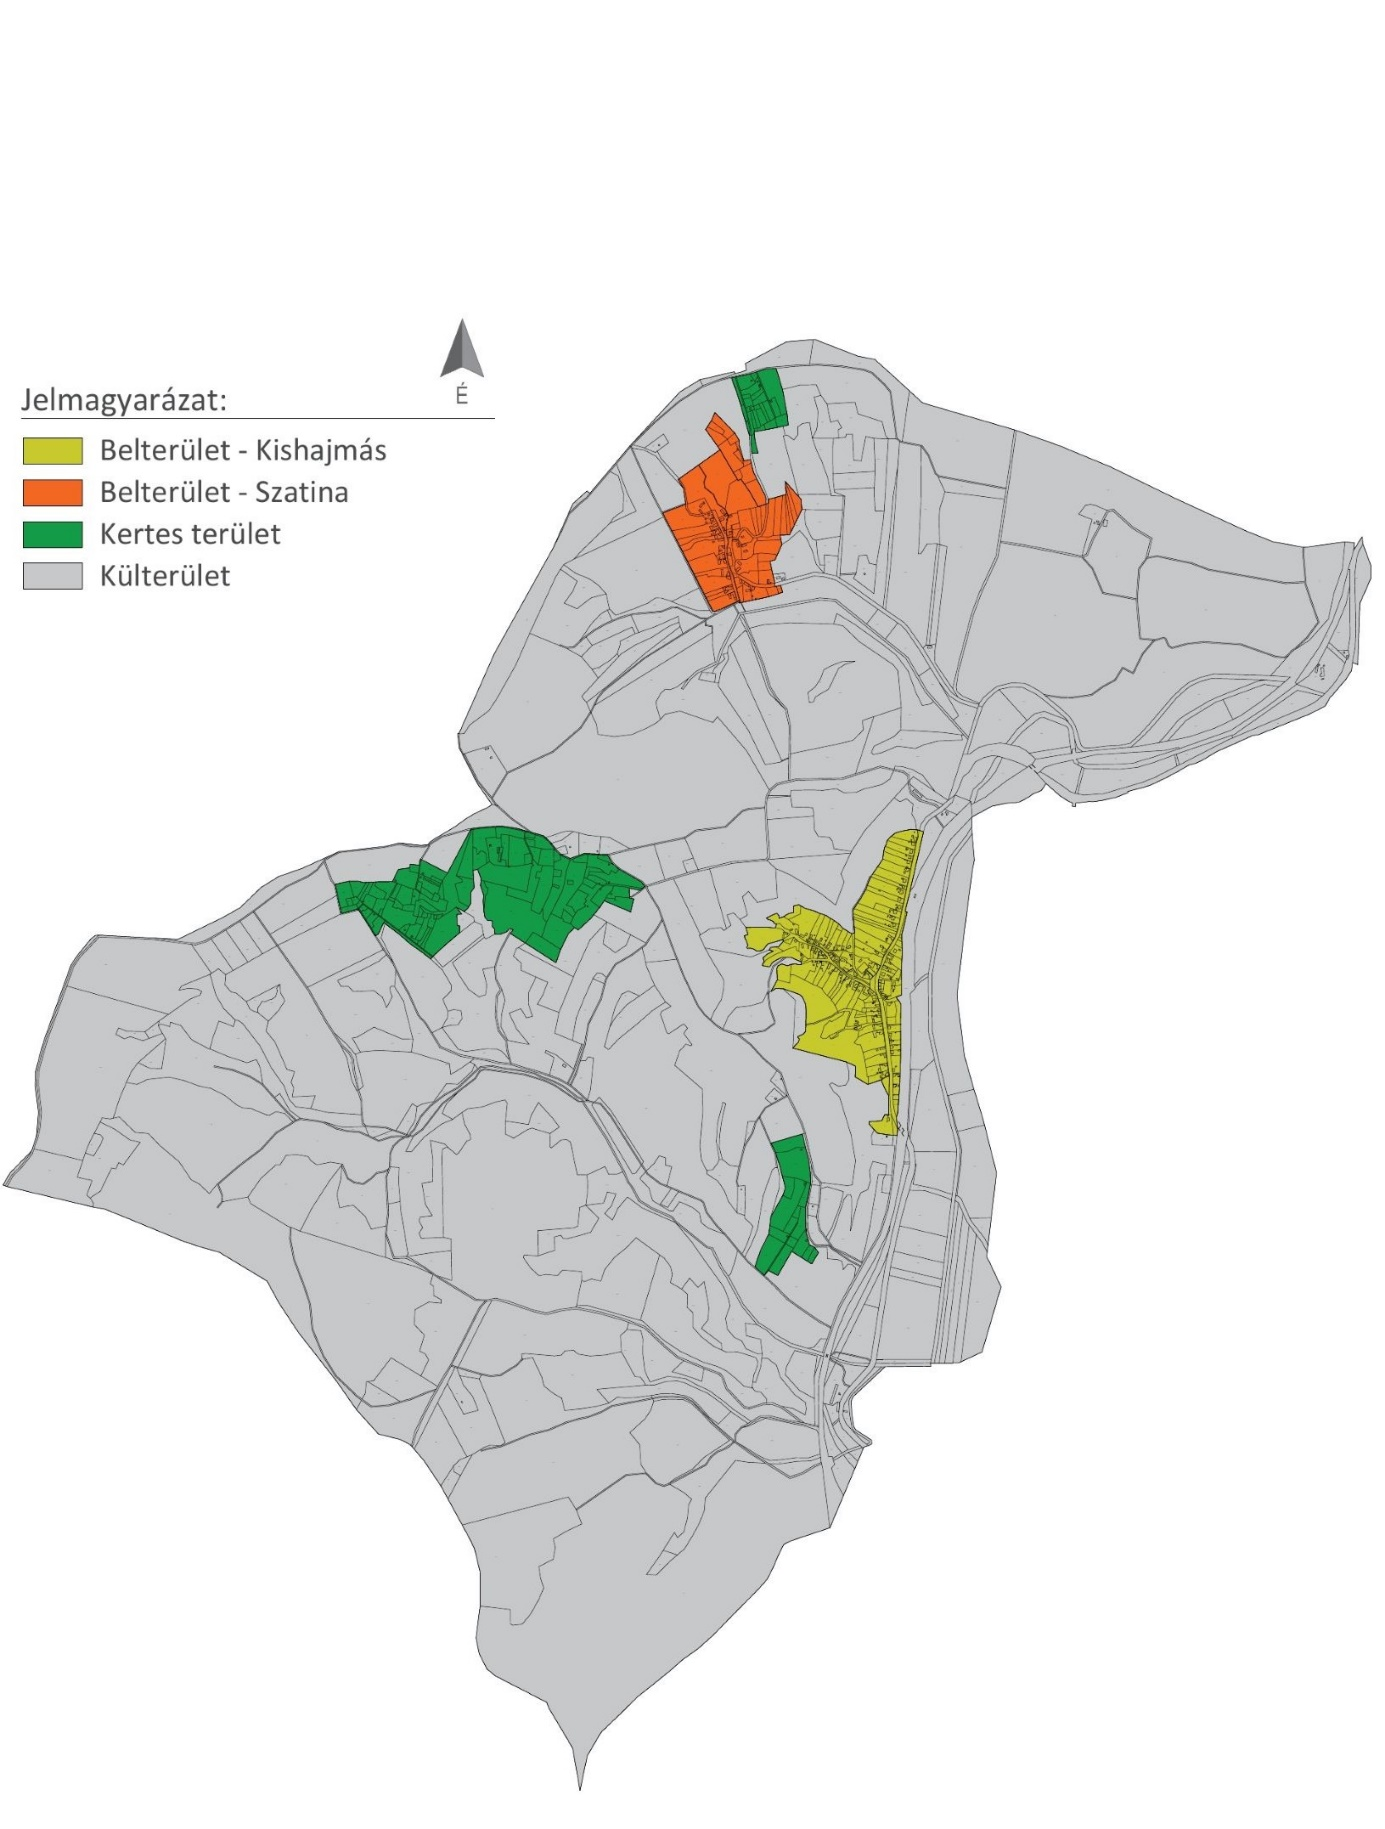 É
Jelmagyarázat:
Belterület - Kishajmás
Belterület - Szatina
Kertes terület
Külterület